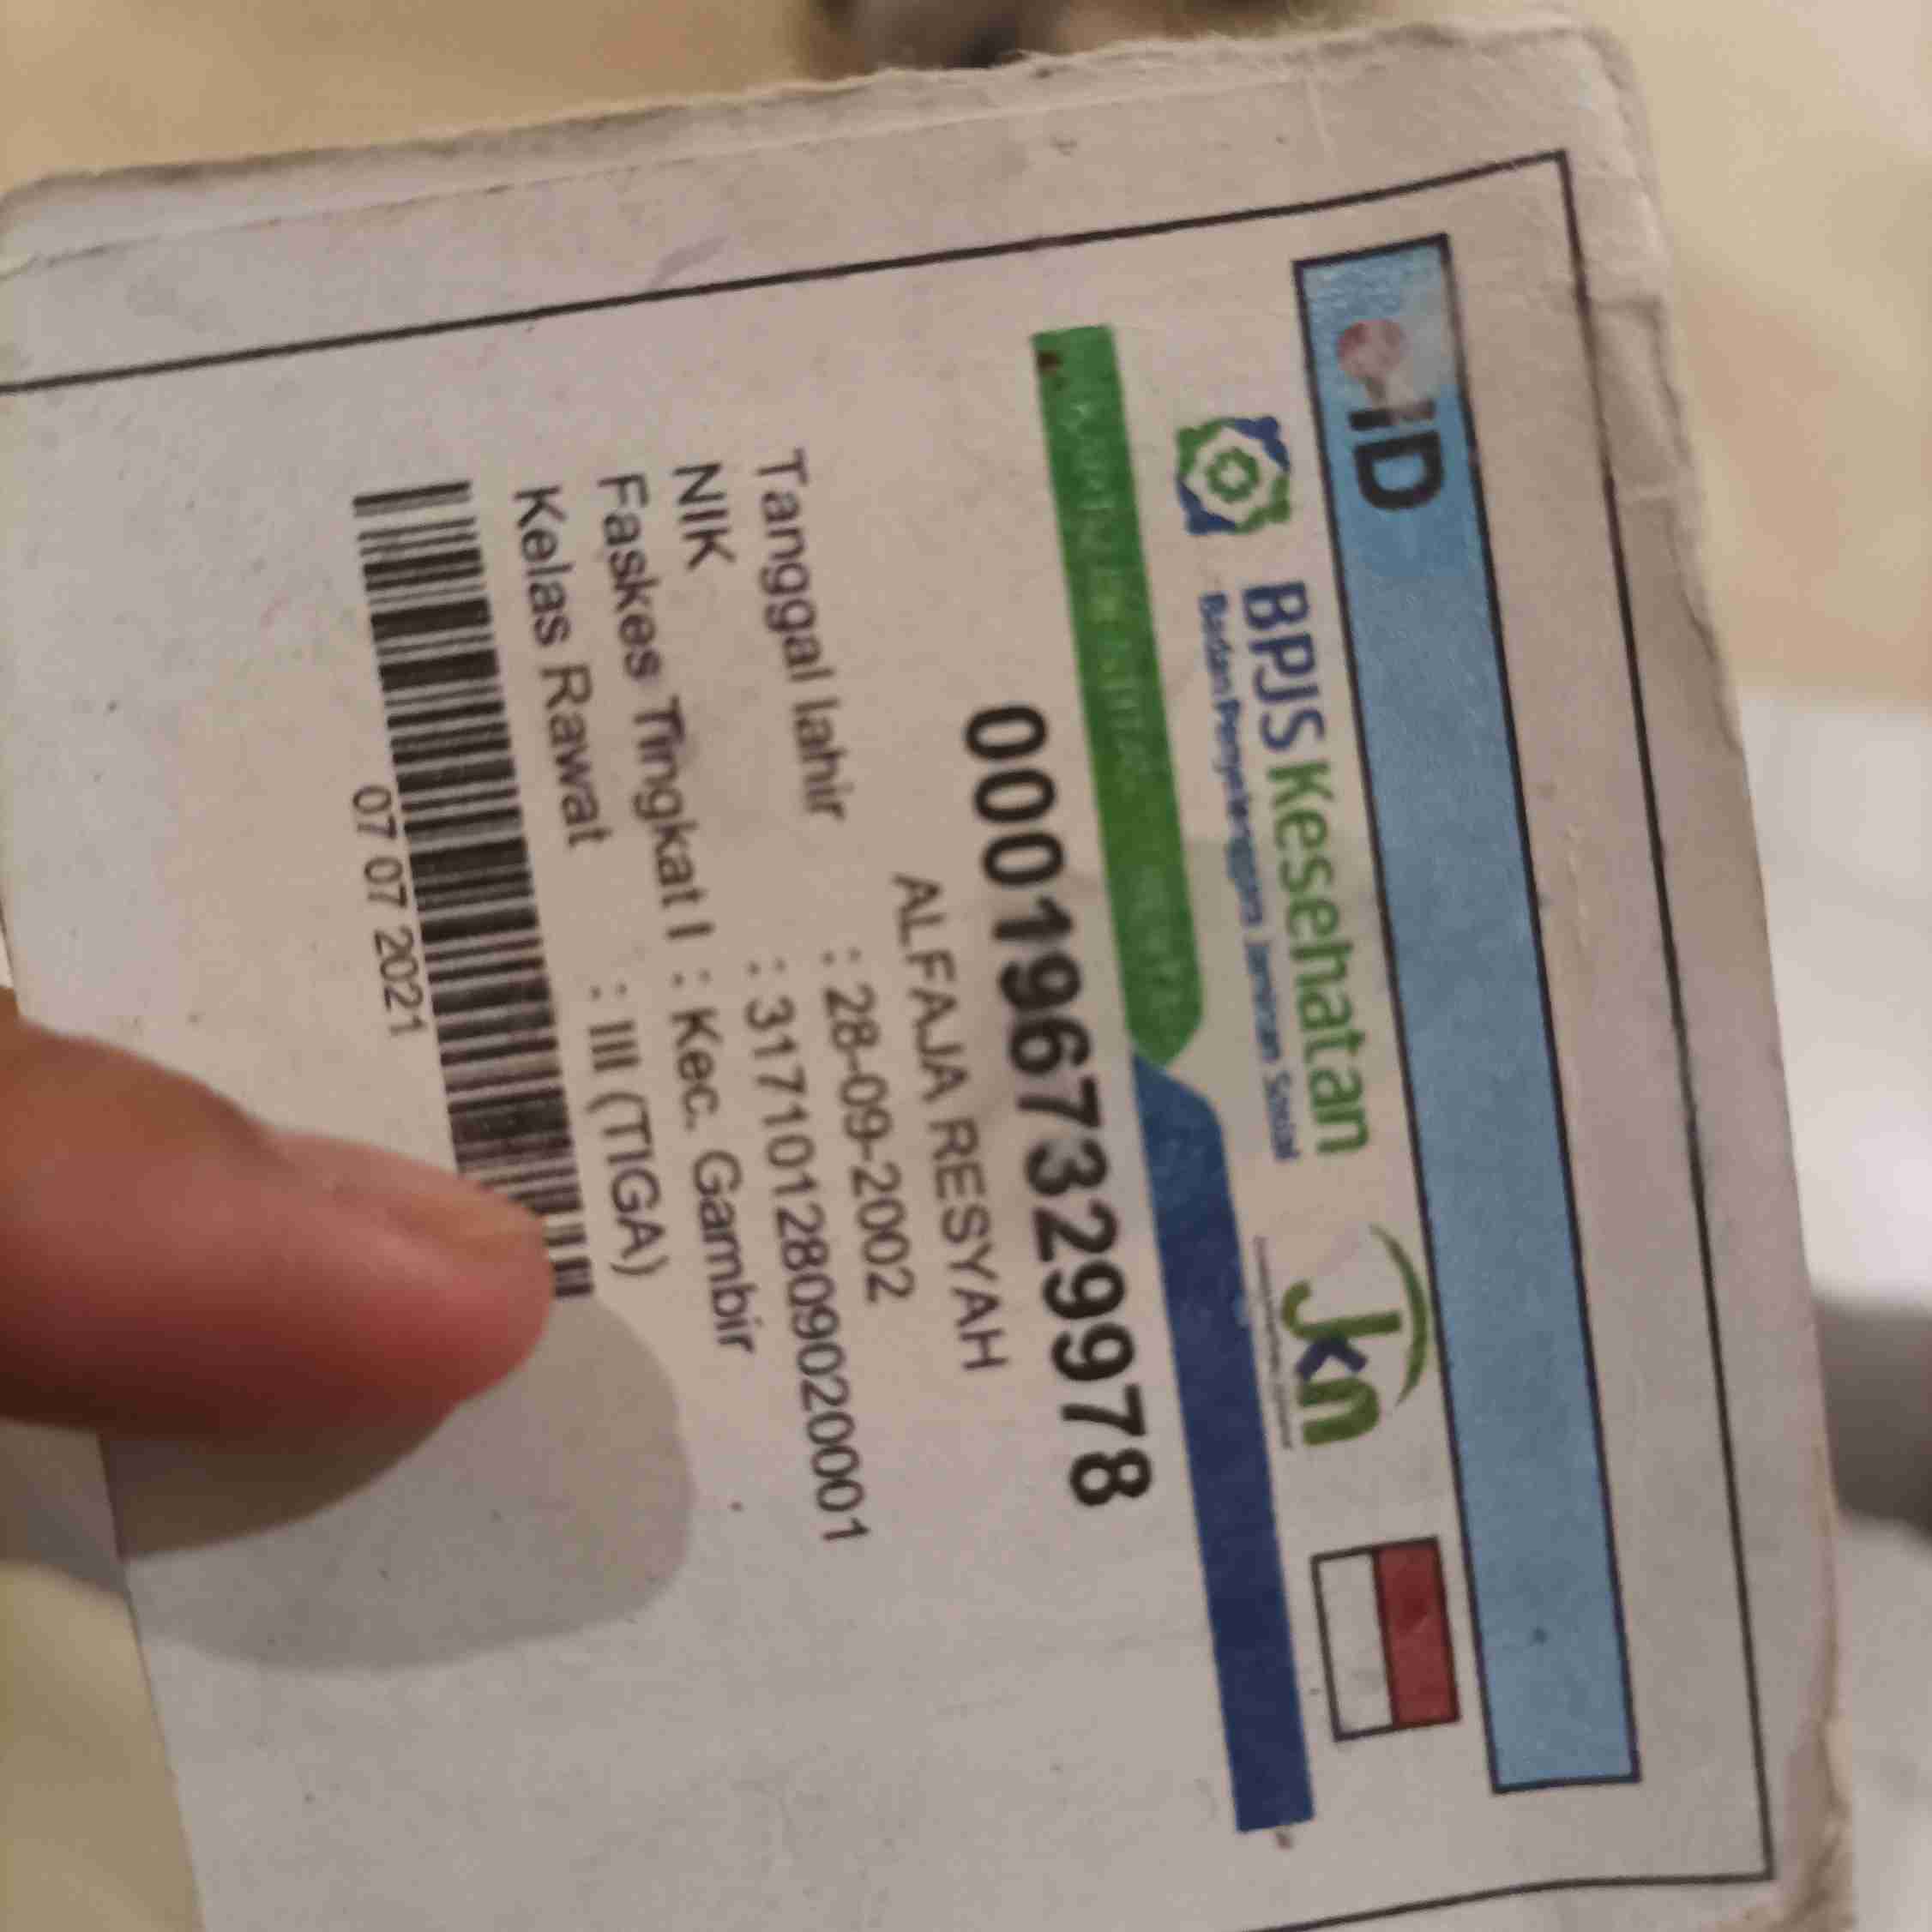 ID
BPJS Kesehatan
Badan Penyelenggara Jaminan Sosial
JKn
0001967329978
ALFAJA RESYAH
Tanggal lahir : 28-09-2002
NIK : 3171012809020001
Faskes Tingkat I : Kec. Gambir
Kelas Rawat : III (TIGA)
07 07 2021